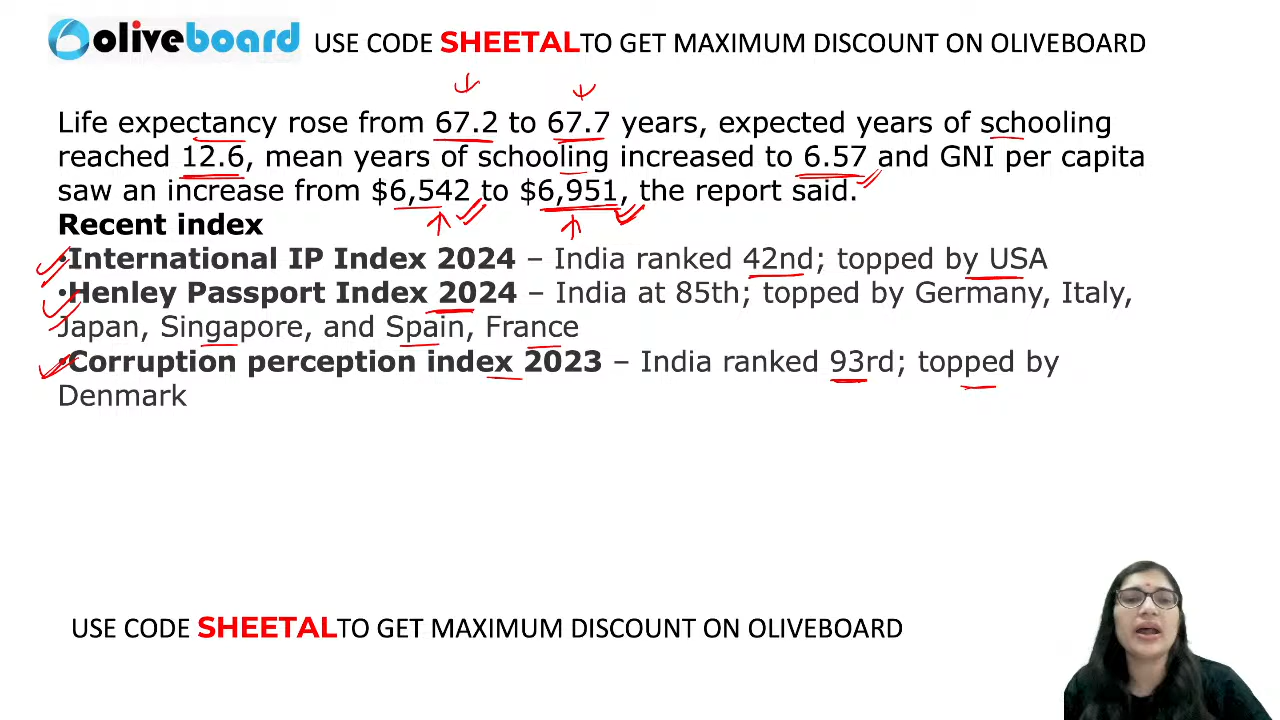 oliveboard USE CODE SHEETAL TO GET MAXIMUM DISCOUNT ON OLIVEBOARD
Life expectancy rose from 67.2 to 67.7 years, expected years of schooling
reached 12.6, mean years of schooling increased to 6.57 and GNI per capita
saw an increase from $6,542 to $6,951, the report said.
Recent index
•International IP Index 2024 – India ranked 42nd; topped by USA
•Henley Passport Index 2024 – India at 85th; topped by Germany, Italy,
Japan, Singapore, and Spain, France
•Corruption perception index 2023 – India ranked 93rd; topped by
Denmark
USE CODE SHEETAL TO GET MAXIMUM DISCOUNT ON OLIVEBOARD